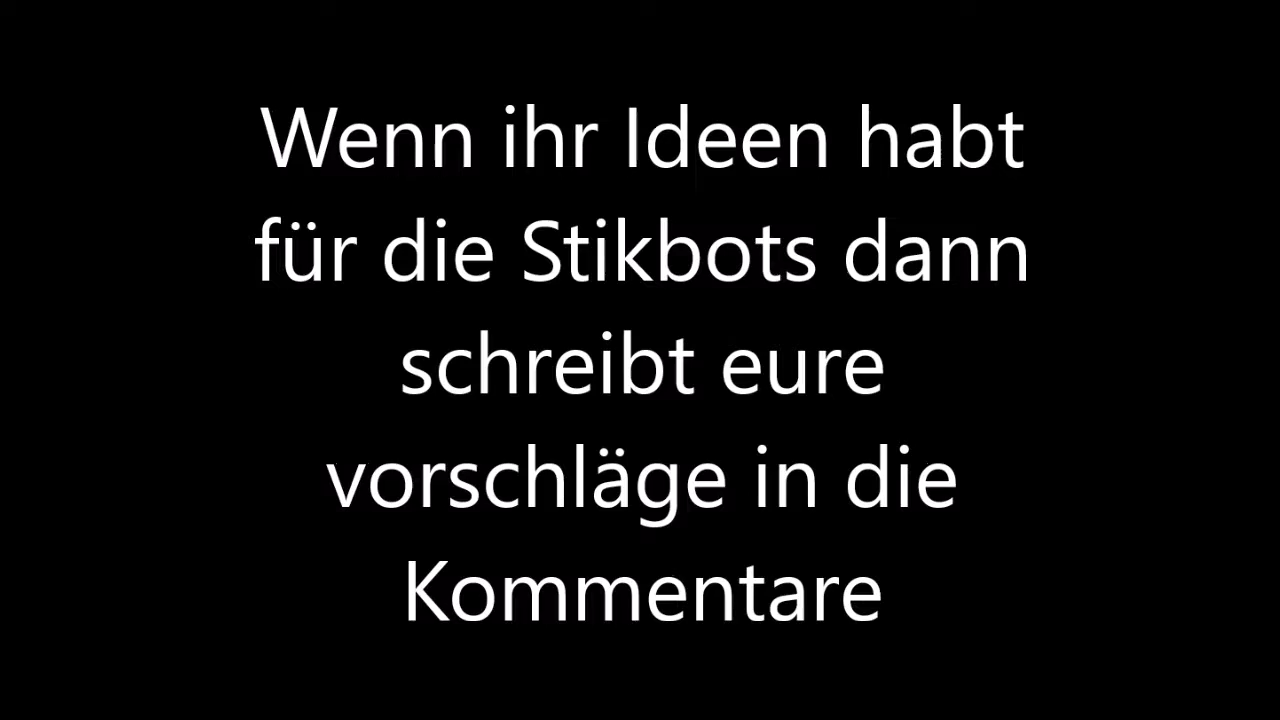 Wenn ihr Ideen habt
für die Stikbots dann
schreibt eure
vorschläge in die
Kommentare